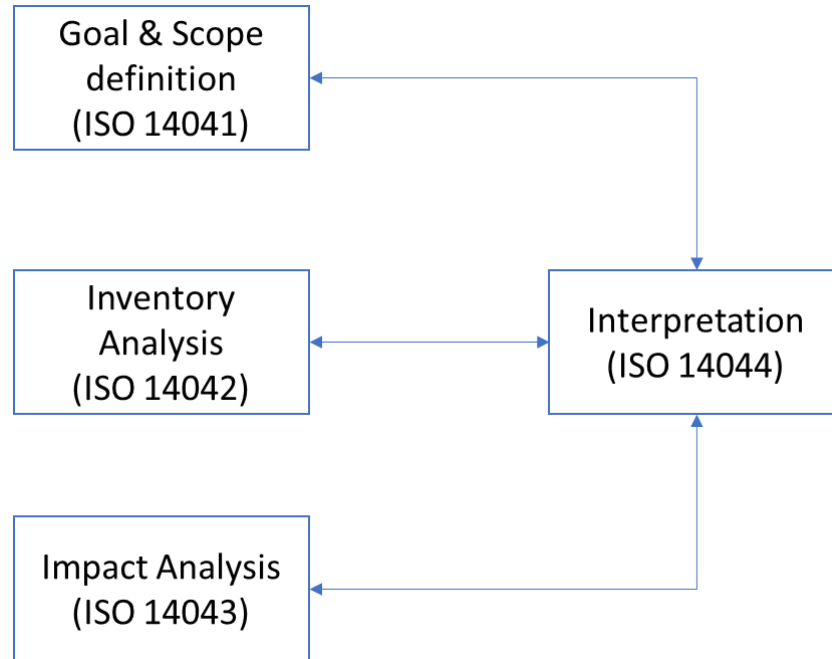 Goal & Scope
definition
(ISO 14041)
Inventory
Analysis
(ISO 14042)
Interpretation
(ISO 14044)
Impact Analysis
(ISO 14043)